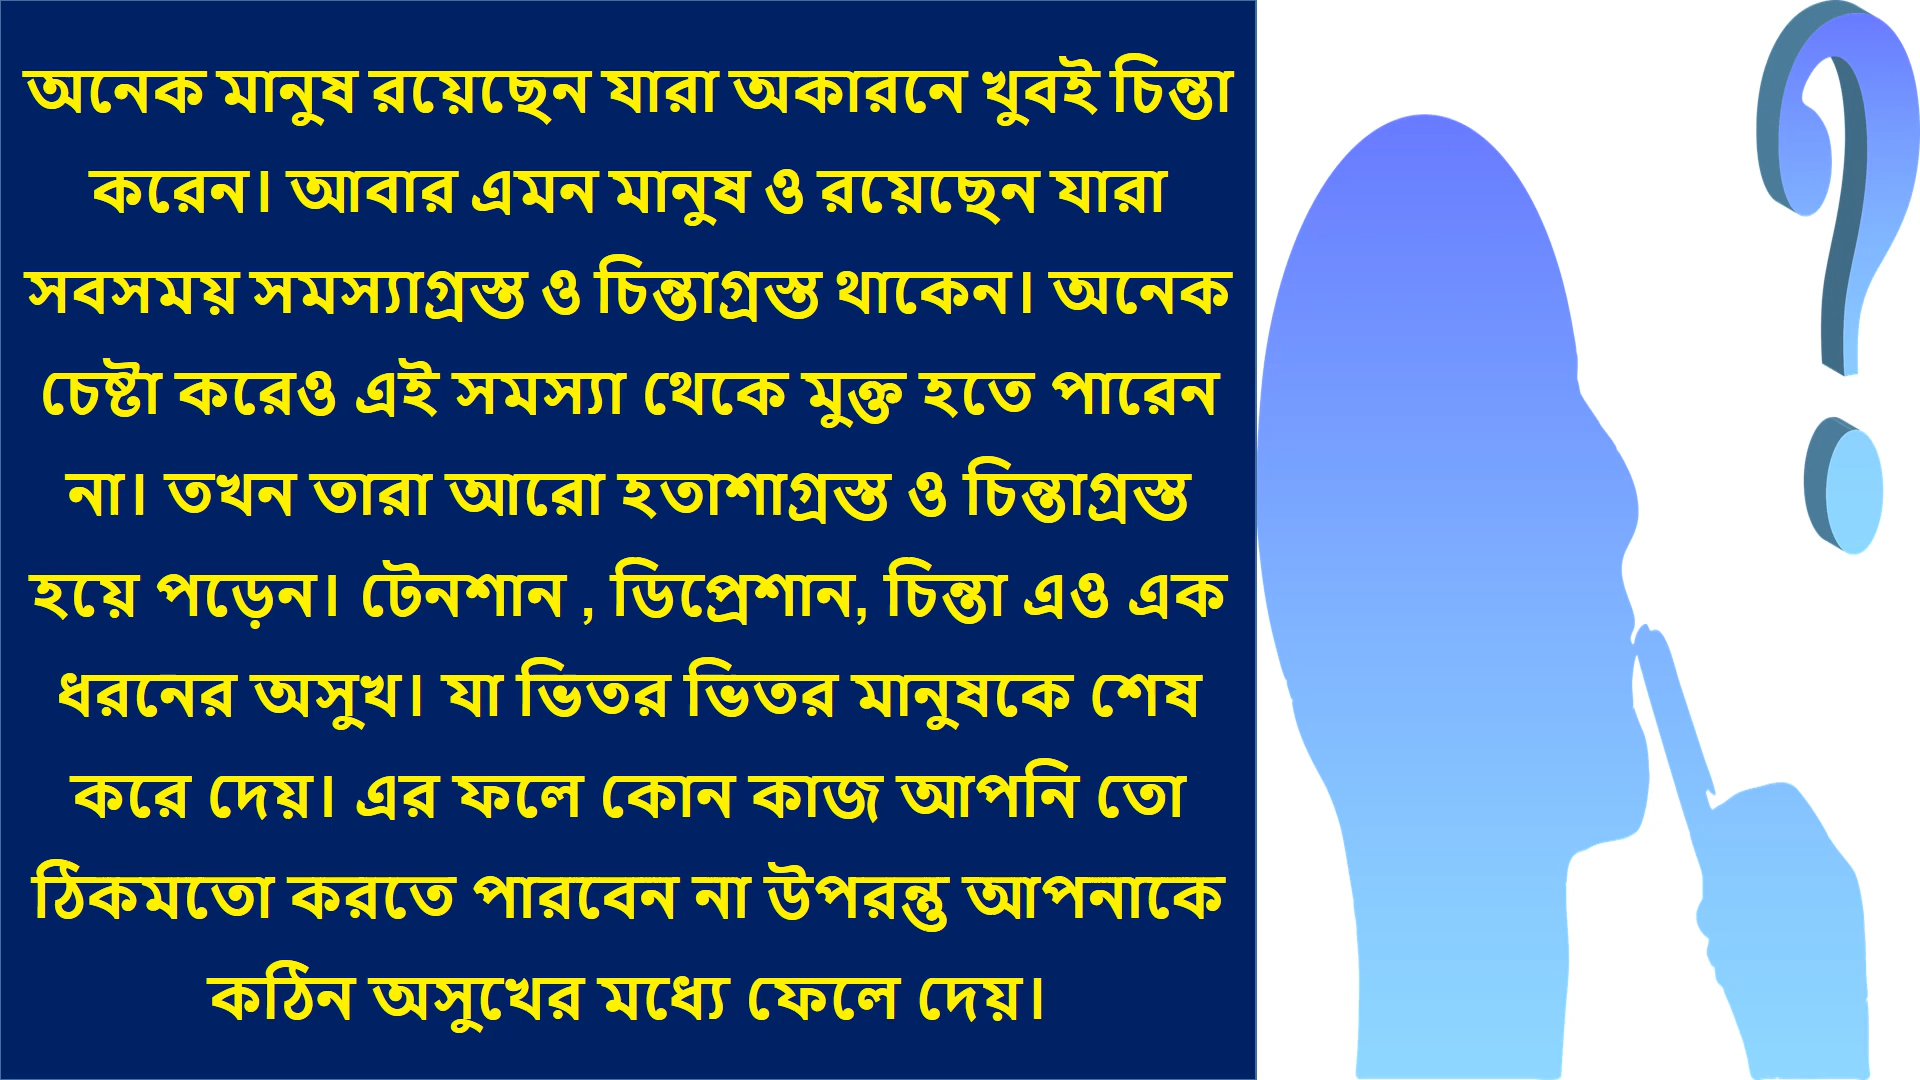 অনেক মানুষ রয়েছেন যারা অকারনে খুবই চিন্তা
করেন। আবার এমন মানুষ ও রয়েছেন যারা
সবসময় সমস্যাগ্রস্ত ও চিন্তাগ্রস্ত থাকেন। অনেক
চেষ্টা করেও এই সমস্যা থেকে মুক্ত হতে পারেন
না। তখন তারা আরো হতাশাগ্রস্ত ও চিন্তাগ্রস্ত
হয়ে পড়েন। টেনশান , ডিপ্রেশান, চিন্তা এও এক
ধরনের অসুখ। যা ভিতর ভিতর মানুষকে শেষ
করে দেয়। এর ফলে কোন কাজ আপনি তো
ঠিকমতো করতে পারবেন না উপরন্তু আপনাকে
কঠিন অসুখের মধ্যে ফেলে দেয়।
?